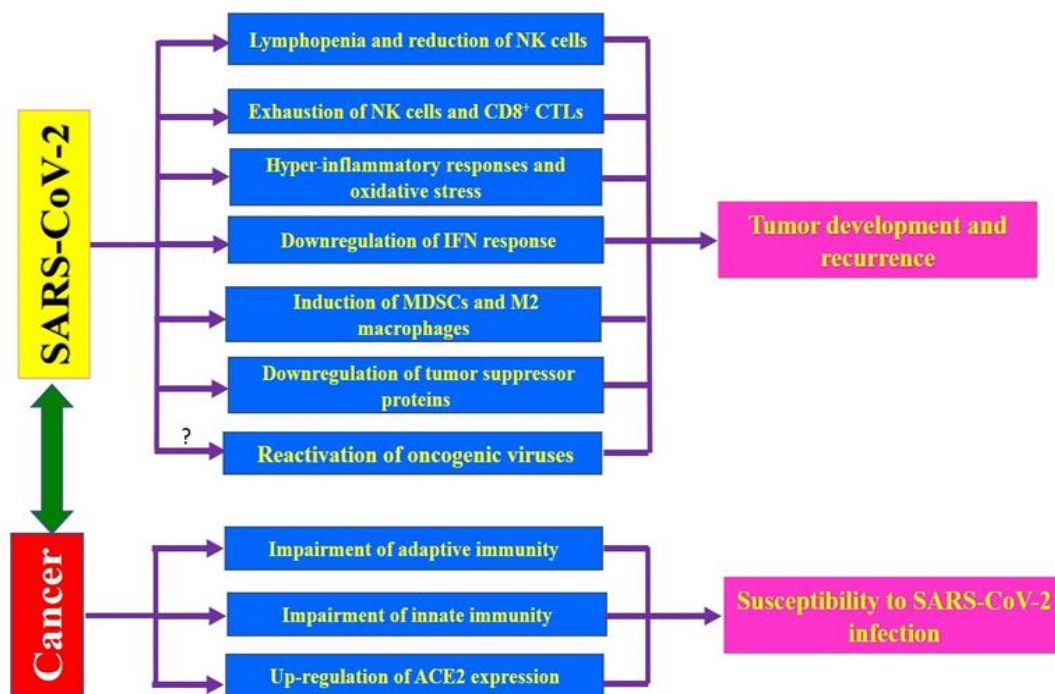 SARS-CoV-2
Lymphopenia and reduction of NK cells
Exhaustion of NK cells and CD8⁺ CTLs
Hyper-inflammatory responses and
oxidative stress
Downregulation of IFN response
Induction of MDSCs and M2
macrophages
Downregulation of tumor suppressor
proteins
?
Reactivation of oncogenic viruses
Tumor development and
recurrence
Cancer
Impairment of adaptive immunity
Impairment of innate immunity
Up-regulation of ACE2 expression
Susceptibility to SARS-CoV-2
infection